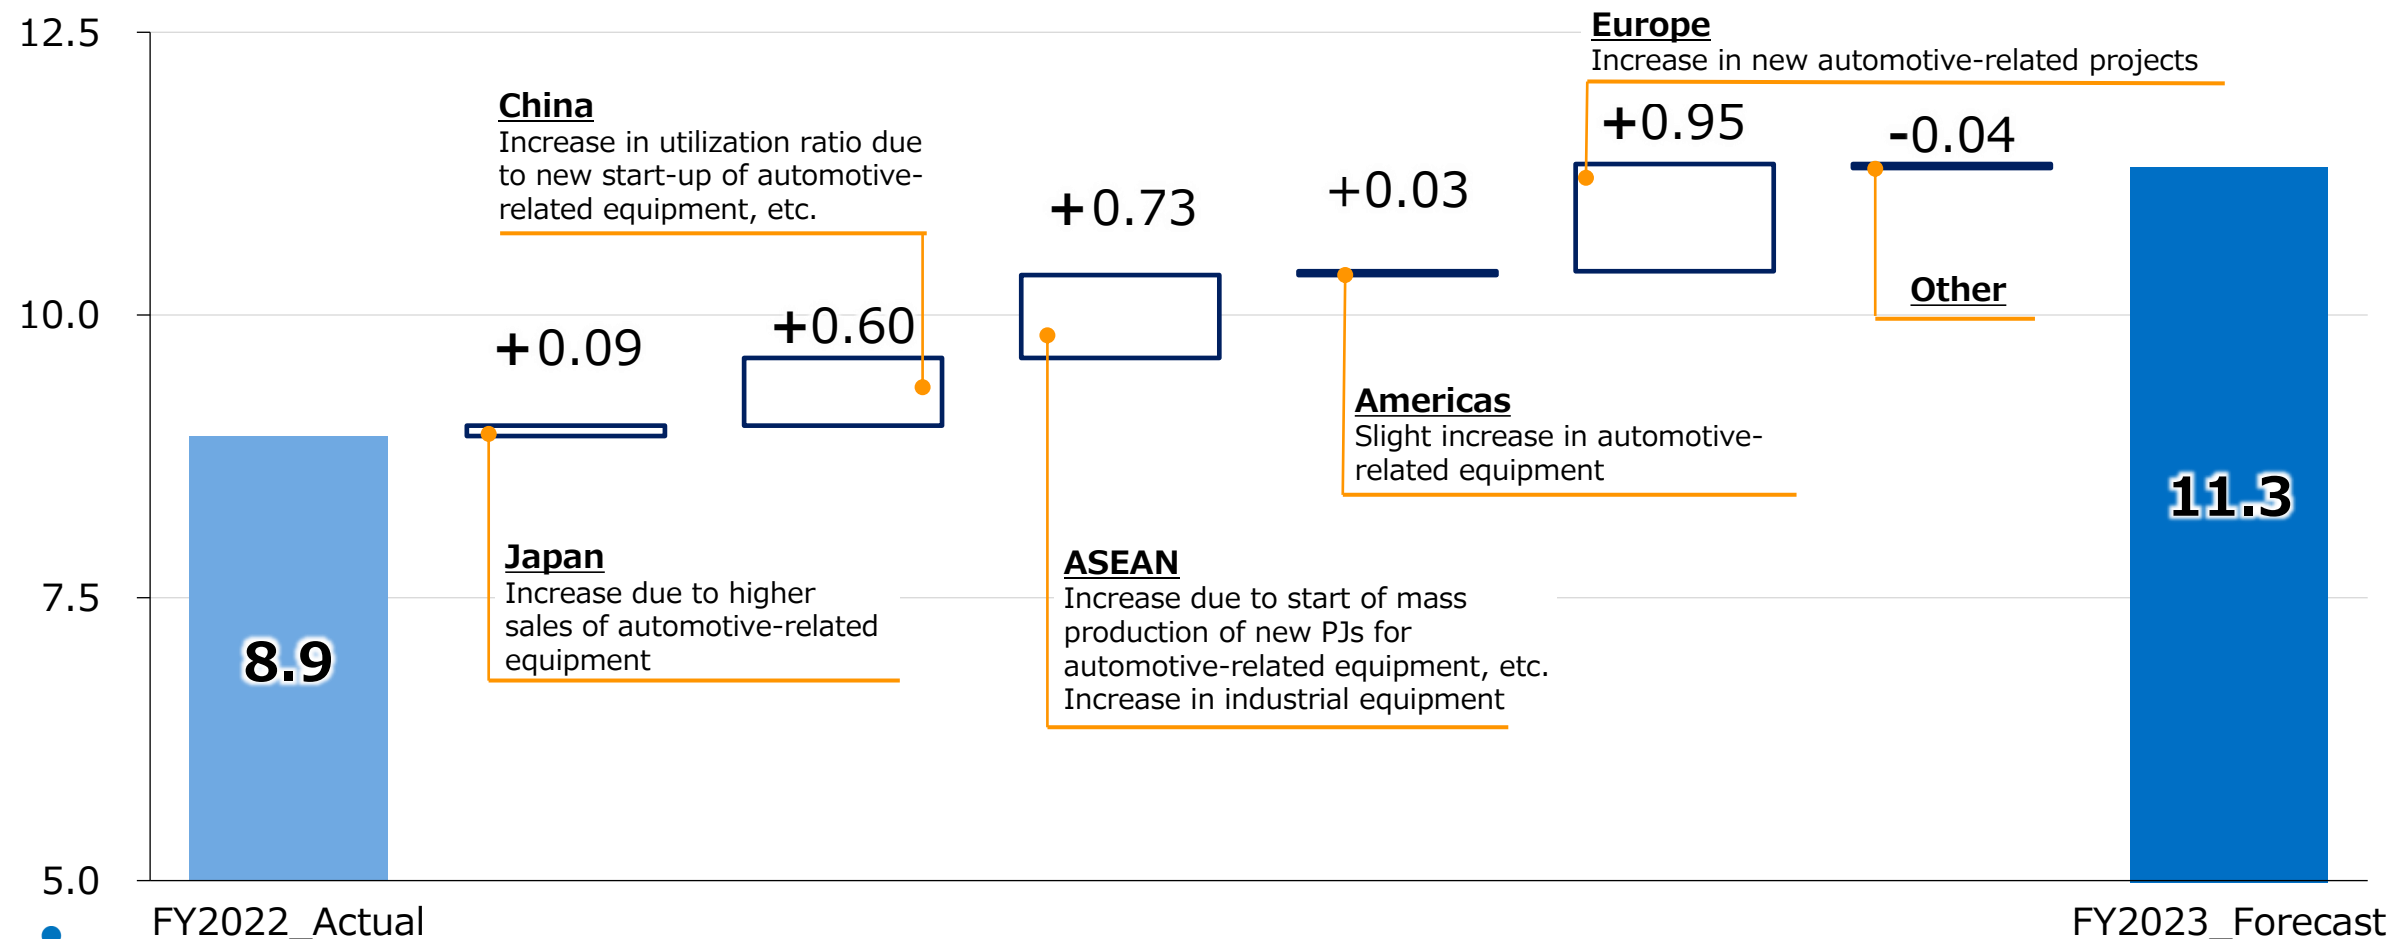 12.5
10.0
7.5
5.0
8.9
FY2022_Actual
+0.09
Japan
Increase due to higher
sales of automotive-related
equipment
China
Increase in utilization ratio due
to new start-up of automotive-
related equipment, etc.
+0.60
+0.73
ASEAN
Increase due to start of mass
production of new PJs for
automotive-related equipment, etc.
Increase in industrial equipment
+0.03
Americas
Slight increase in automotive-
related equipment
Europe
Increase in new automotive-related projects
+0.95
-0.04
Other
11.3
FY2023_Forecast